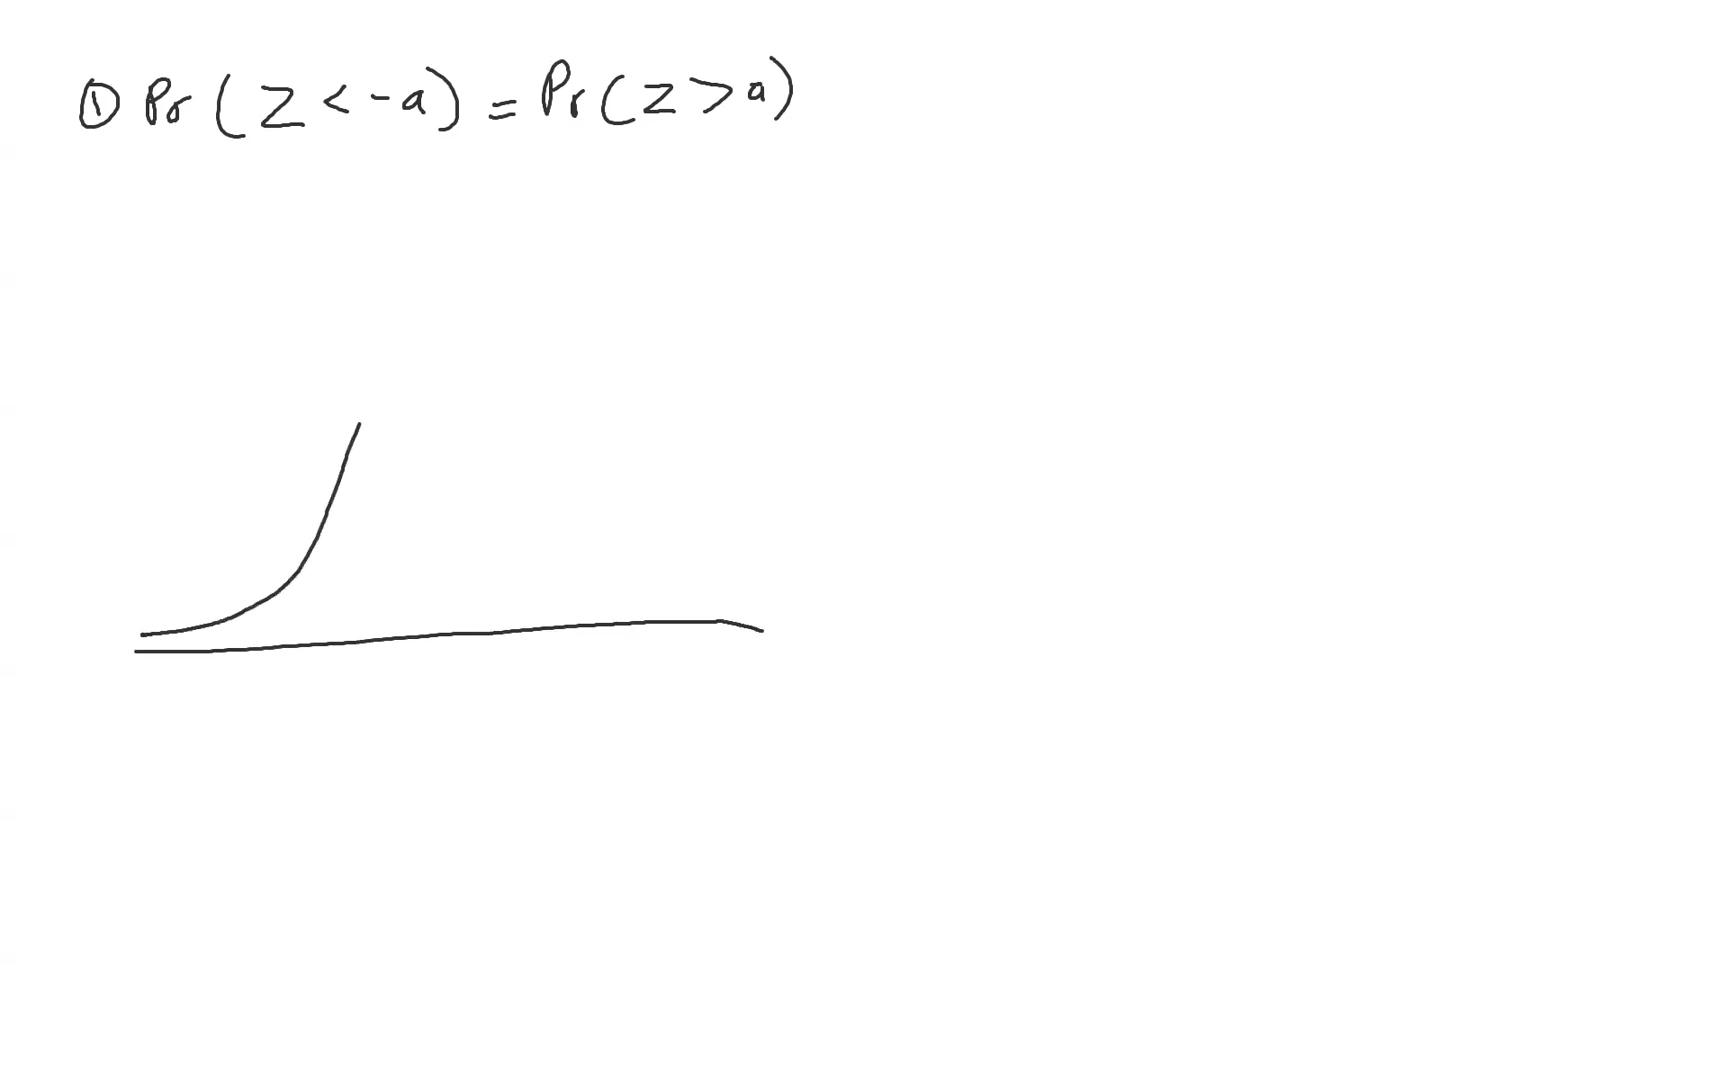 ① Pr(Z < -a) = Pr(Z > a)